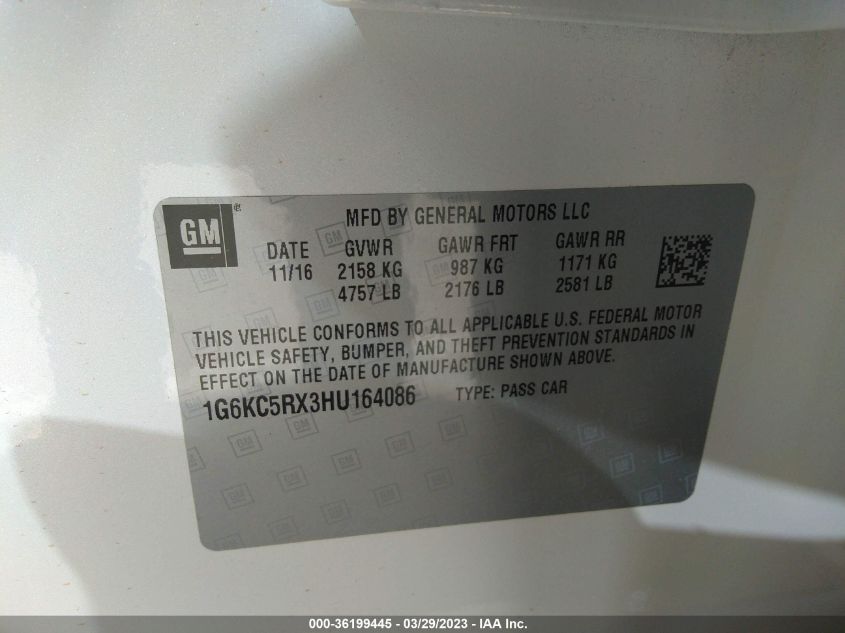 GM
MFD BY GENERAL MOTORS LLC
DATE GVWR GAWR FRT GAWR RR
11/16 2158 KG 987 KG 1171 KG
4757 LB 2176 LB 2581 LB
THIS VEHICLE CONFORMS TO ALL APPLICABLE U.S. FEDERAL MOTOR
VEHICLE SAFETY, BUMPER, AND THEFT PREVENTION STANDARDS IN
EFFECT ON THE DATE OF MANUFACTURE SHOWN ABOVE.
1G6KC5RX3HU164086 TYPE: PASS CAR
000-36199445 - 03/29/2023 - IAA Inc.